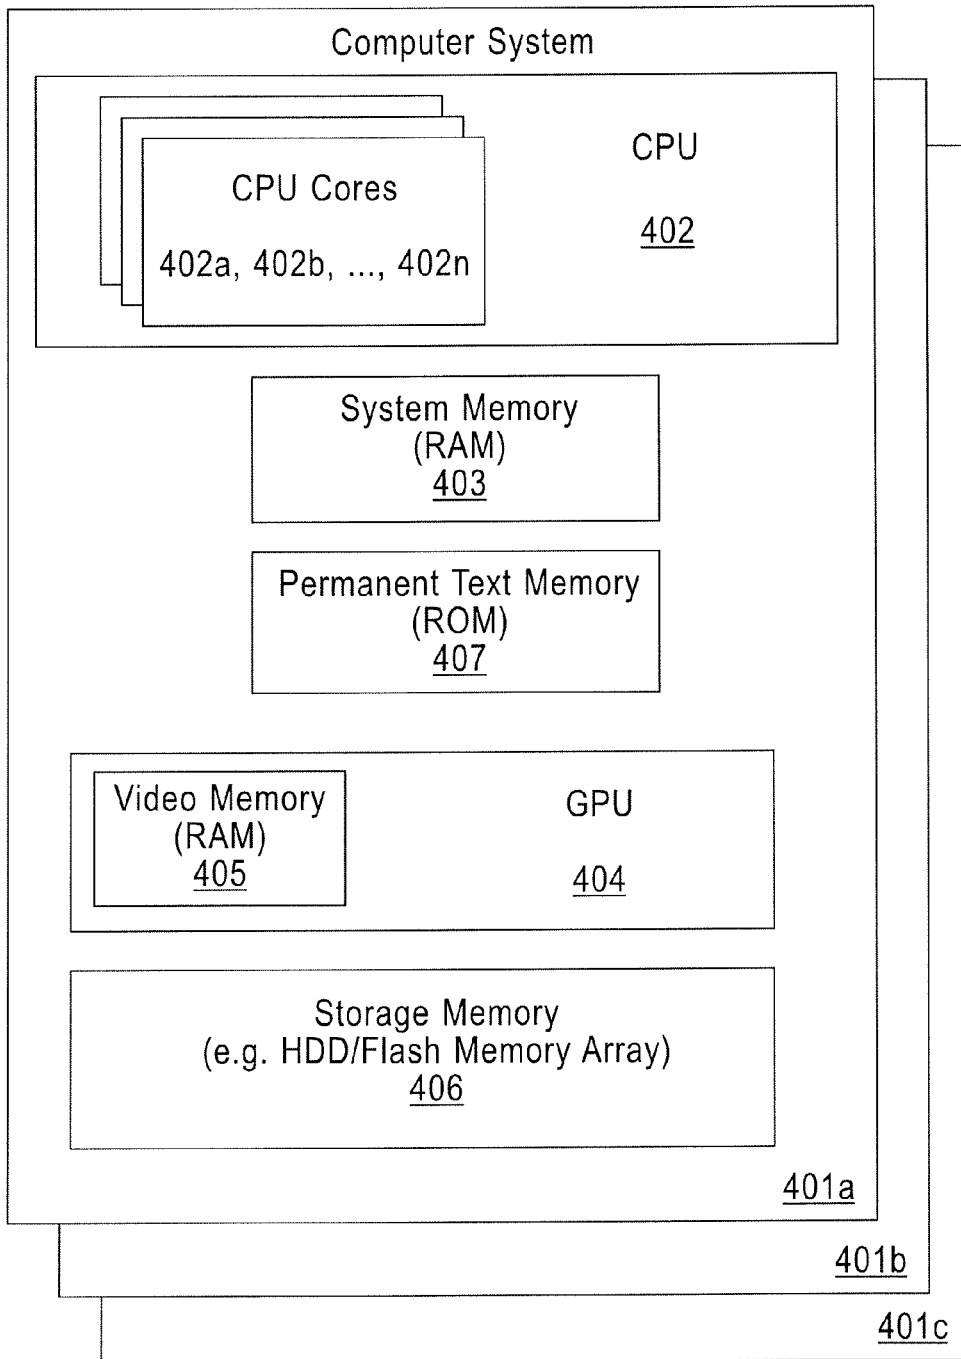 Computer System
CPU Cores
402a, 402b, ..., 402n
CPU
402
System Memory
(RAM)
403
Permanent Text Memory
(ROM)
407
Video Memory
(RAM)
405
GPU
404
Storage Memory
(e.g. HDD/Flash Memory Array)
406
401a
401b
401c